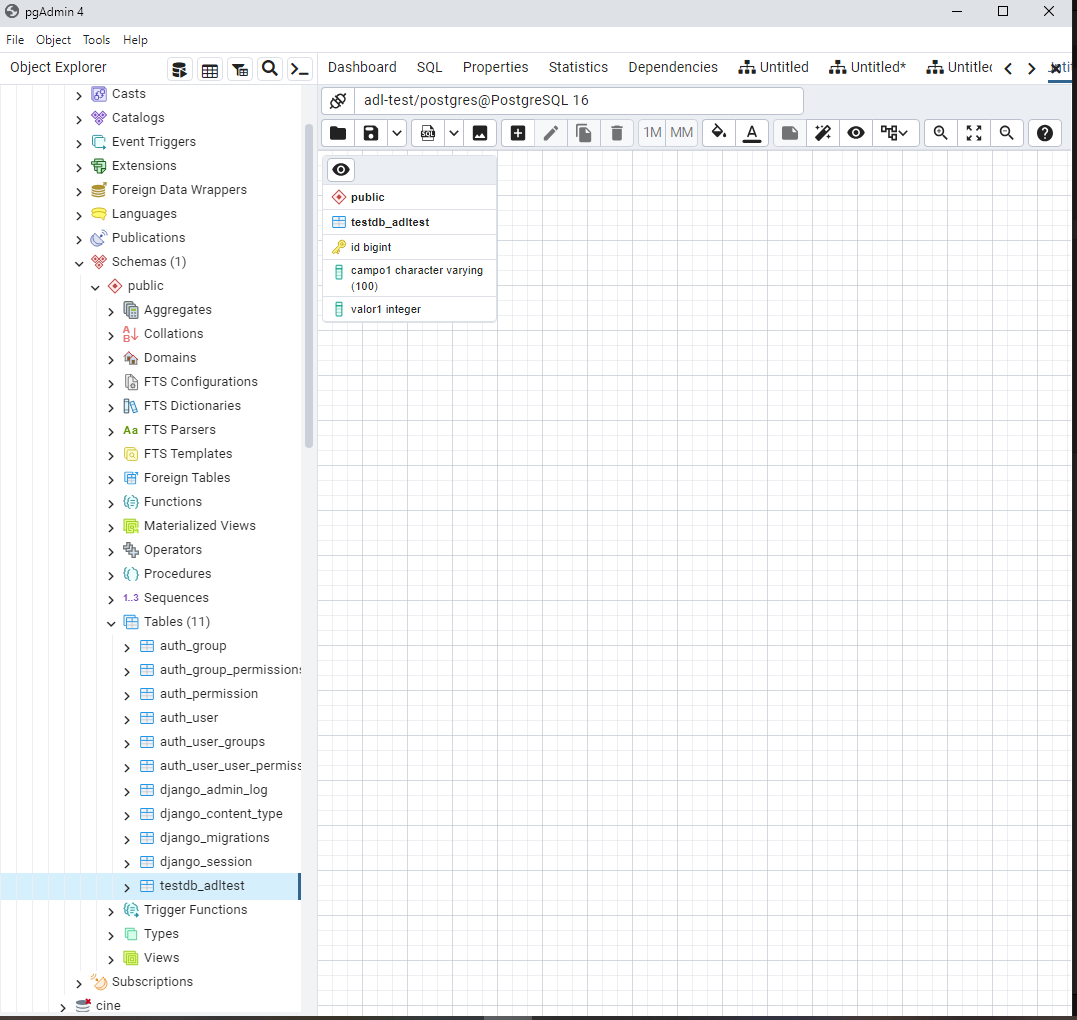 pgAdmin 4
File Object Tools Help
Object Explorer
Dashboard SQL Properties Statistics Dependencies Untitled Untitled*
adl-test/postgres@PostgreSQL 16
SQL 1M MM A
Casts
Catalogs
Event Triggers
Extensions
Foreign Data Wrappers
Languages
Publications
Schemas (1)
public
Aggregates
Collations
Domains
FTS Configurations
FTS Dictionaries
Aa FTS Parsers
FTS Templates
Foreign Tables
Functions
Materialized Views
Operators
Procedures
1..3 Sequences
Tables (11)
auth_group
auth_group_permissions
auth_permission
auth_user
auth_user_groups
auth_user_user_permiss
django_admin_log
django_content_type
django_migrations
django_session
testdb_adltest
Trigger Functions
Types
Views
Subscriptions
cine
public
testdb_adltest
id bigint
campo1 character varying
(100)
valor1 integer